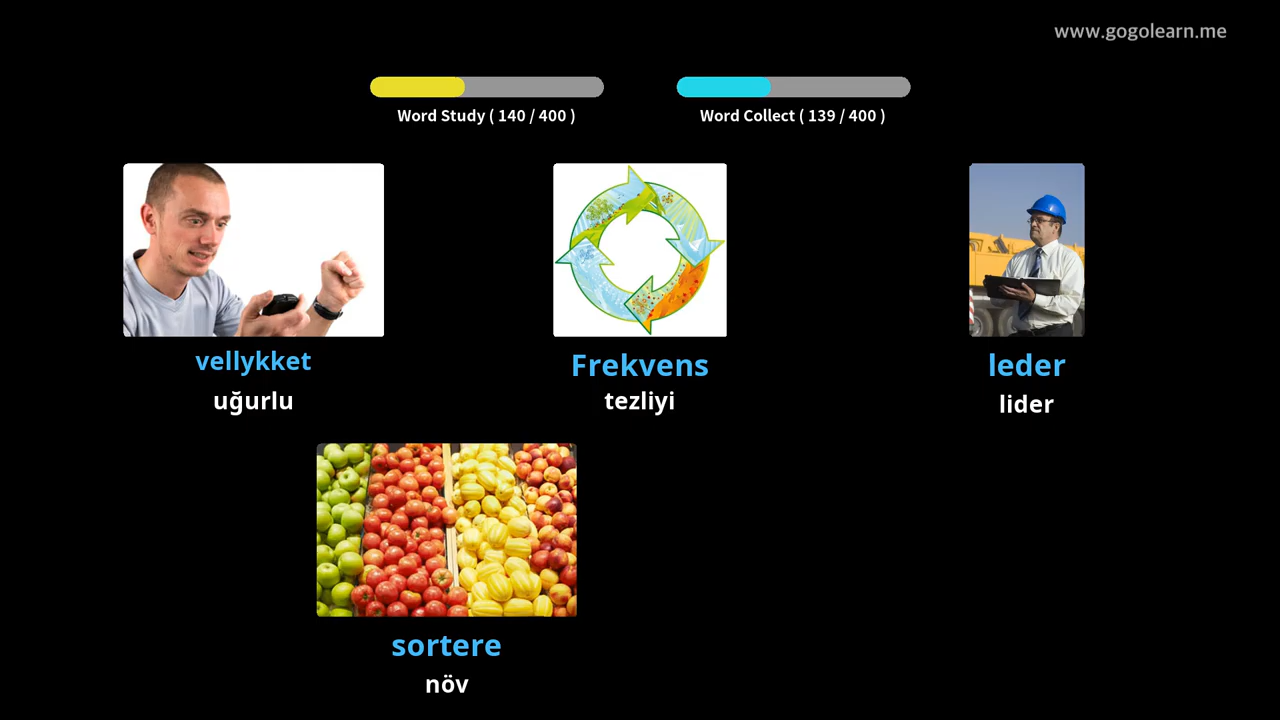 www.gogolearn.me
Word Study ( 140 / 400 )
Word Collect ( 139 / 400 )
vellykket
uğurlu
Frekvens
tezliyi
leder
lider
sortere
növ